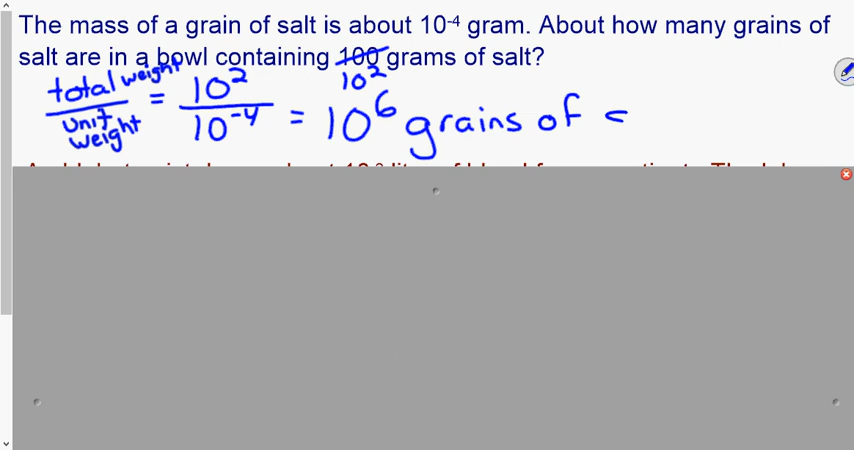 The mass of a grain of salt is about 10⁻⁴ gram. About how many grains of
salt are in a bowl containing 100 grams of salt?
10²
total weight / unit weight = 10² / 10⁻⁴ = 10⁶ grains of